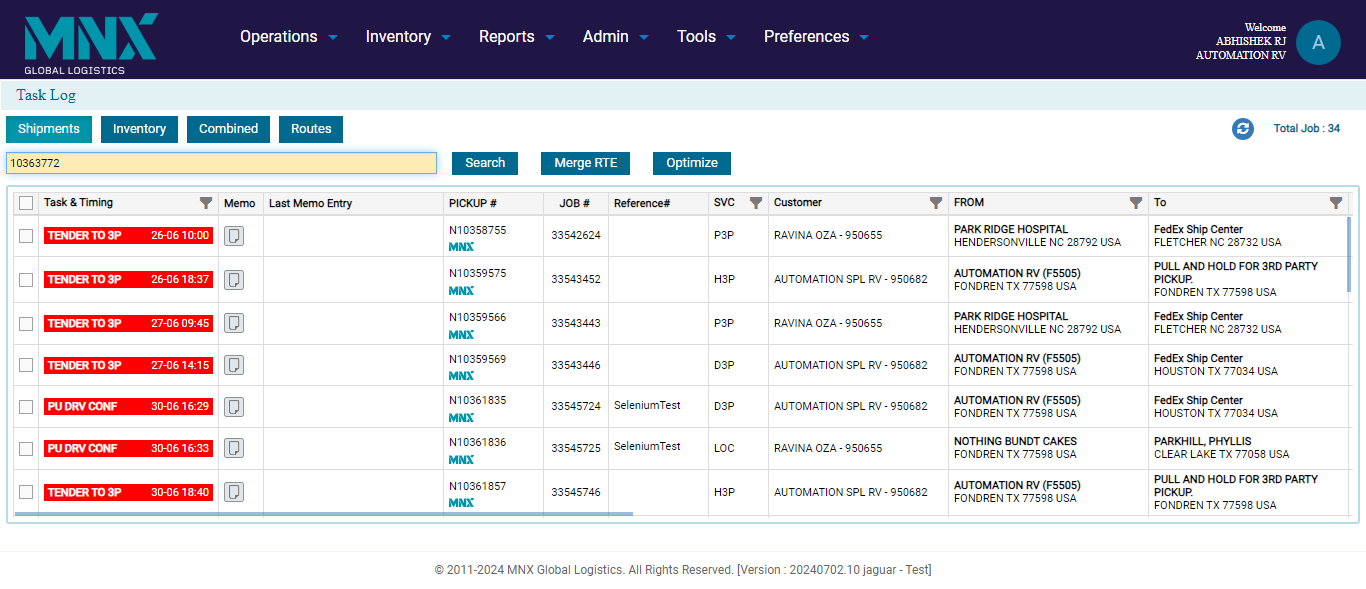 MNX
GLOBAL LOGISTICS
Operations Inventory Reports Admin Tools Preferences
Welcome
ABHISHEK RJ
AUTOMATION RV
A
Task Log
Shipments Inventory Combined Routes
Total Job : 34
10363772 Search Merge RTE Optimize
Task & Timing Memo Last Memo Entry PICKUP # JOB # Reference# SVC Customer FROM To
TENDER TO 3P 26-06 10:00 N10358755 MNX 33542624 P3P RAVINA OZA - 950655 PARK RIDGE HOSPITAL FedEx Ship Center
HENDERSONVILLE NC 28792 USA FLETCHER NC 28732 USA
TENDER TO 3P 26-06 18:37 N10359575 MNX 33543452 H3P AUTOMATION SPL RV - 950682 AUTOMATION RV (F5505) PULL AND HOLD FOR 3RD PARTY
FONDREN TX 77598 USA PICKUP.
FONDREN TX 77598 USA
TENDER TO 3P 27-06 09:45 N10359566 MNX 33543443 P3P RAVINA OZA - 950655 PARK RIDGE HOSPITAL FedEx Ship Center
HENDERSONVILLE NC 28792 USA FLETCHER NC 28732 USA
TENDER TO 3P 27-06 14:15 N10359569 MNX 33543446 D3P AUTOMATION SPL RV - 950682 AUTOMATION RV (F5505) FedEx Ship Center
FONDREN TX 77598 USA HOUSTON TX 77034 USA
PU DRV CONF 30-06 16:29 N10361835 MNX 33545724 SeleniumTest D3P AUTOMATION SPL RV - 950682 AUTOMATION RV (F5505) FedEx Ship Center
FONDREN TX 77598 USA HOUSTON TX 77034 USA
PU DRV CONF 30-06 16:33 N10361836 MNX 33545725 SeleniumTest LOC RAVINA OZA - 950655 NOTHING BUNDT CAKES PARKHILL, PHYLLIS
FONDREN TX 77598 USA CLEAR LAKE TX 77058 USA
TENDER TO 3P 30-06 18:40 N10361857 MNX 33545746 H3P AUTOMATION SPL RV - 950682 AUTOMATION RV (F5505) PULL AND HOLD FOR 3RD PARTY
FONDREN TX 77598 USA PICKUP.
FONDREN TX 77598 USA
© 2011-2024 MNX Global Logistics. All Rights Reserved. [Version : 20240702.10 jaguar - Test]